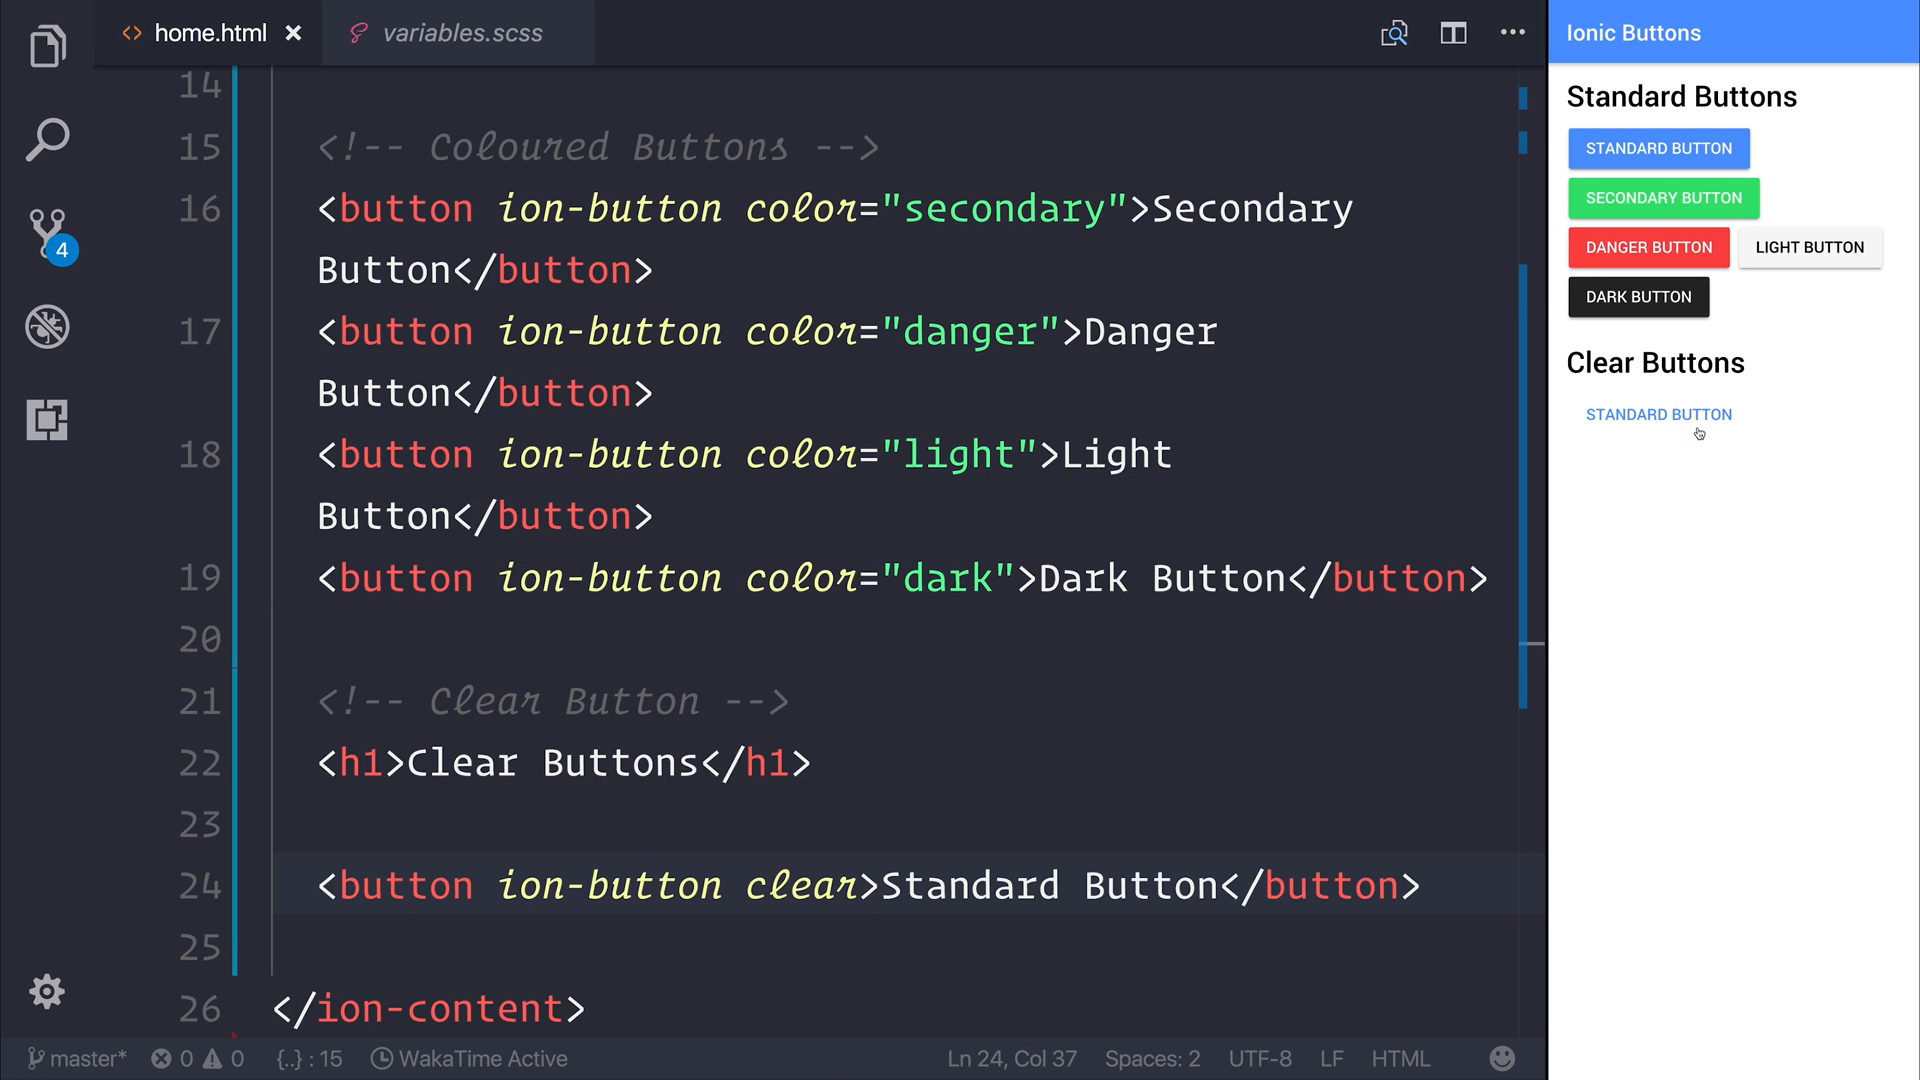 home.html
variables.scss
14
15 <!-- Coloured Buttons -->
16 <button ion-button color="secondary">Secondary
Button</button>
17 <button ion-button color="danger">Danger
Button</button>
18 <button ion-button color="light">Light
Button</button>
19 <button ion-button color="dark">Dark Button</button>
20
21 <!-- Clear Button -->
22 <h1>Clear Buttons</h1>
23
24 <button ion-button clear>Standard Button</button>
25
26 </ion-content>
4
master* 0 0 {..} : 15 WakaTime Active Ln 24, Col 37 Spaces: 2 UTF-8 LF HTML
Ionic Buttons
Standard Buttons
STANDARD BUTTON
SECONDARY BUTTON
DANGER BUTTON LIGHT BUTTON
DARK BUTTON
Clear Buttons
STANDARD BUTTON